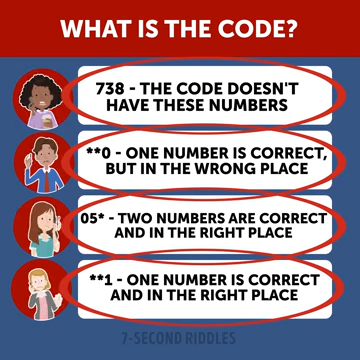 WHAT IS THE CODE?
738 - THE CODE DOESN'T
HAVE THESE NUMBERS
**0 - ONE NUMBER IS CORRECT,
BUT IN THE WRONG PLACE
05* - TWO NUMBERS ARE CORRECT
AND IN THE RIGHT PLACE
**1 - ONE NUMBER IS CORRECT
AND IN THE RIGHT PLACE
7-SECOND RIDDLES